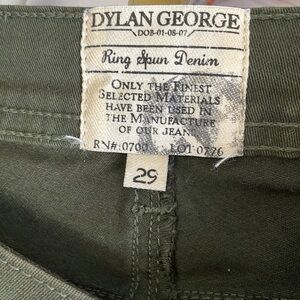 DYLAN GEORGE
DOB-01-08-07
Ring Spun Denim
ONLY THE FINEST
SELECTED MATERIALS
HAVE BEEN USED IN
THE MANUFACTURE
OF OUR JEANS
RN#:0700 LOT 0776
29